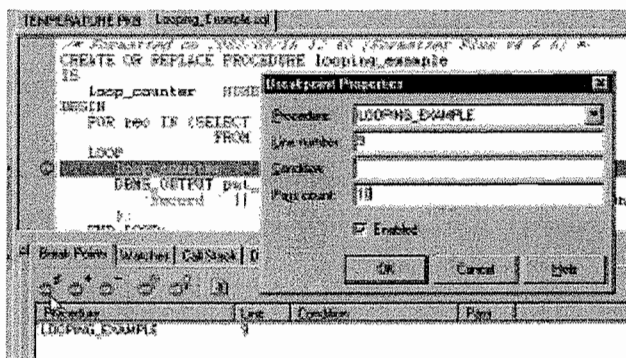 TEMPERATURE PKB Looping_Example.sql
CREATE OR REPLACE PROCEDURE looping_example
IS
Loop_counter
BEGIN
FOR rec IN (SELECT
FROM
LOOP
DBMS_OUTPUT put_
'Record ' ||
);
END LOOP;
Breakpoint Properties
Procedure: LOOPING_EXAMPLE
Line number: 9
Condition:
Pass count: 10
Enabled
OK Cancel Help
Break Points Watches Call Stack D
Procedure Line Condition Pass
LOOPING_EXAMPLE 9